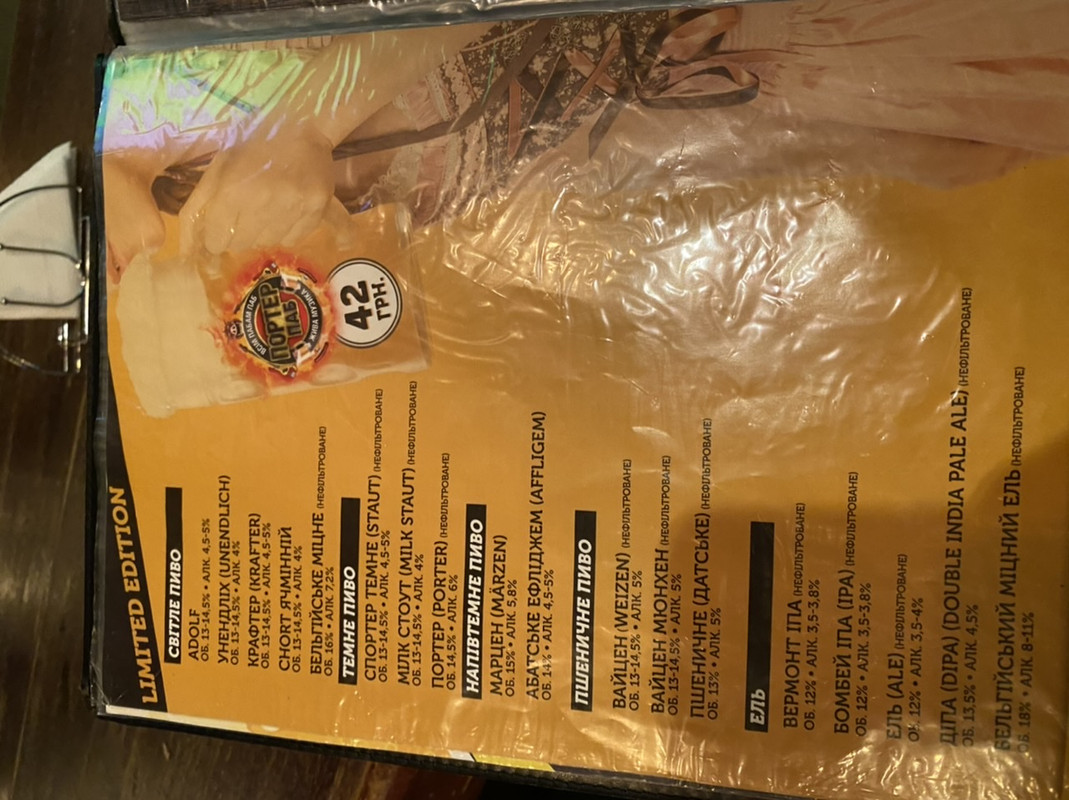 LIMITED EDITION
СВІТЛЕ ПИВО
ADOLF
ОБ. 13-14,5% • АЛК. 4,5-5%
УНЕНДЛІХ (UNENDLICH)
ОБ. 13-14,5% • АЛК. 4%
КРАФТЕР (KRAFTER)
ОБ. 13-14,5% • АЛК. 4,5-5%
СНОRТ ЯЧМІННІЙ
ОБ. 13-14,5% • АЛК. 4%
БЕЛЬГІЙСЬКЕ МІЦНЕ (НЕФІЛЬТРОВАНЕ)
ОБ. 16% • АЛК. 7,2%
ТЕМНЕ ПИВО
СПОРТЕР ТЕМНЕ (STAUT) (НЕФІЛЬТРОВАНЕ)
ОБ. 13-14,5% • АЛК. 4,5-5%
МІЛК СТОУТ (MILK STAUT) (НЕФІЛЬТРОВАНЕ)
ОБ. 13-14,5% • АЛК. 4%
ПОРТЕР (PORTER) (НЕФІЛЬТРОВАНЕ)
ОБ. 14,5% • АЛК. 6%
НАПІВТЕМНЕ ПИВО
МАРЦЕН (MÄRZEN)
ОБ. 15% • АЛК. 5,8%
АБАТСЬКЕ ЕФЛІДЖЕМ (AFFLIGEM)
ОБ. 14% • АЛК. 4,5-5%
ПШЕНИЧНЕ ПИВО
ВАЙЦЕН (WEIZEN) (НЕФІЛЬТРОВАНЕ)
ОБ. 13-14,5% • АЛК. 5%
ВАЙЦЕН МЮНХЕН (НЕФІЛЬТРОВАНЕ)
ОБ. 13-14,5% • АЛК. 5%
ПШЕНИЧНЕ (ДАТСЬКЕ) (НЕФІЛЬТРОВАНЕ)
ОБ. 13% • АЛК. 5%
ЕЛЬ
ВЕРМОНТ ІПА (НЕФІЛЬТРОВАНЕ)
ОБ. 12% • АЛК. 3,5-3,8%
БОМБЕЙ ІПА (IPA) (НЕФІЛЬТРОВАНЕ)
ОБ. 12% • АЛК. 3,5-3,8%
ЕЛЬ (ALE) (НЕФІЛЬТРОВАНЕ)
ОБ. 12% • АЛК. 3,5-4%
ДІПА (DIPA) (DOUBLE INDIA PALE ALE) (НЕФІЛЬТРОВАНЕ)
ОБ. 13,5% • АЛК. 4,5%
БЕЛЬГІЙСЬКИЙ МІЦНИЙ ЕЛЬ (НЕФІЛЬТРОВАНЕ)
ОБ. 18% • АЛК. 8-11%
ВСІМ ПАБАМ ПАБ
ПОРТЕР
ПАБ
ЖИВА МУЗИКА
42
ГРН.